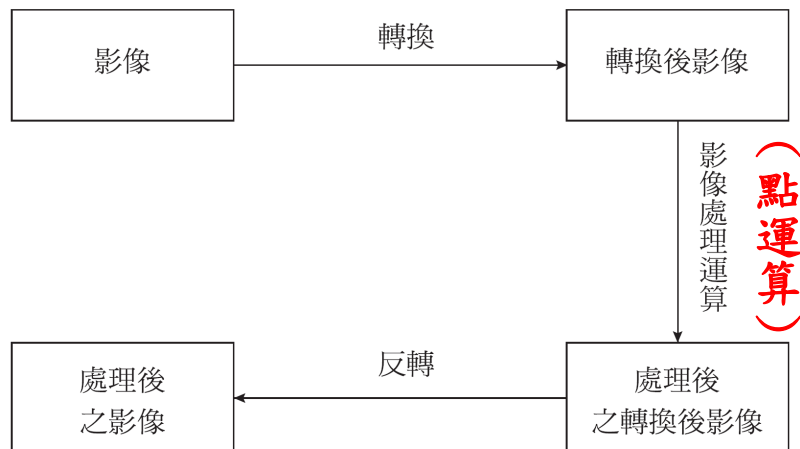 影像
轉換
轉換後影像
影像處理運算
(點運算)
處理後
之轉換後影像
反轉
處理後
之影像